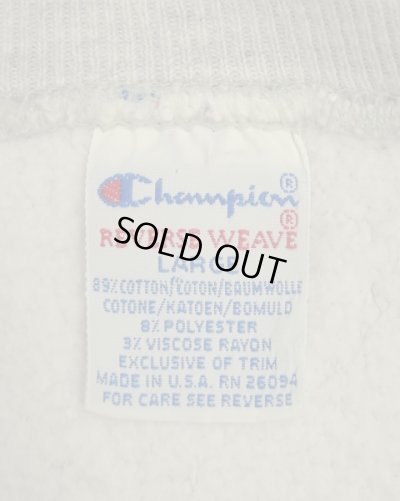 Champion®
REVERSE WEAVE®
LARGE
SOLD OUT
89% COTTON/COTON/BAUMWOLLE
COTONE/KATOEN/BOMULD
8% POLYESTER
3% VISCOSE RAYON
EXCLUSIVE OF TRIM
MADE IN U.S.A. RN 26094
FOR CARE SEE REVERSE